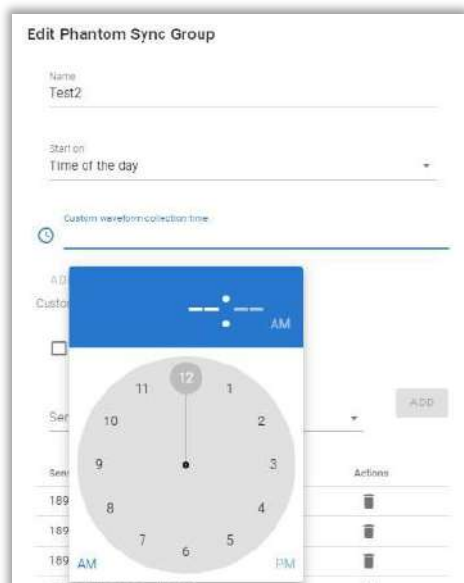 Edit Phantom Sync Group
Name
Test2
Start on
Time of the day
Custom waveform collection time
--:-- AM
12
11 1
10 2
ADD
9 3
Actions
8 4
189
7 5
189
6
189
AM PM